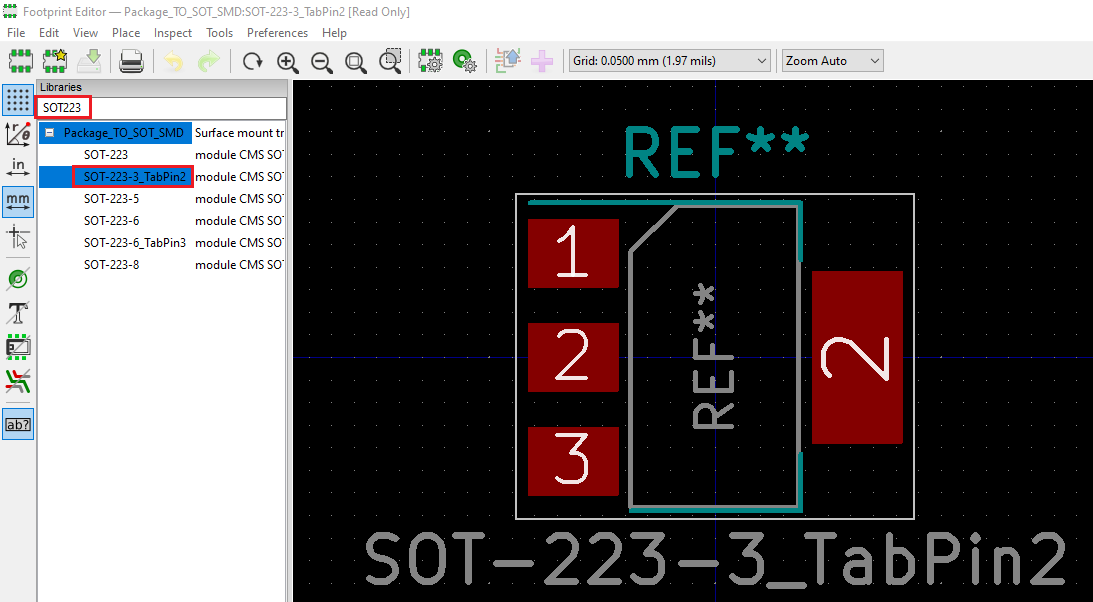 Footprint Editor — Package_TO_SOT_SMD:SOT-223-3_TabPin2 [Read Only]
File Edit View Place Inspect Tools Preferences Help
Grid: 0.0500 mm (1.97 mils) Zoom Auto
Libraries
SOT223
Package_TO_SOT_SMD Surface mount tr
SOT-223 module CMS SOT
SOT-223-3_TabPin2 module CMS SOT
SOT-223-5 module CMS SOT
SOT-223-6 module CMS SOT
SOT-223-6_TabPin3 module CMS SOT
SOT-223-8 module CMS SOT
in
mm
ab?
REF**
1
2
3
REF**
2
SOT-223-3_TabPin2